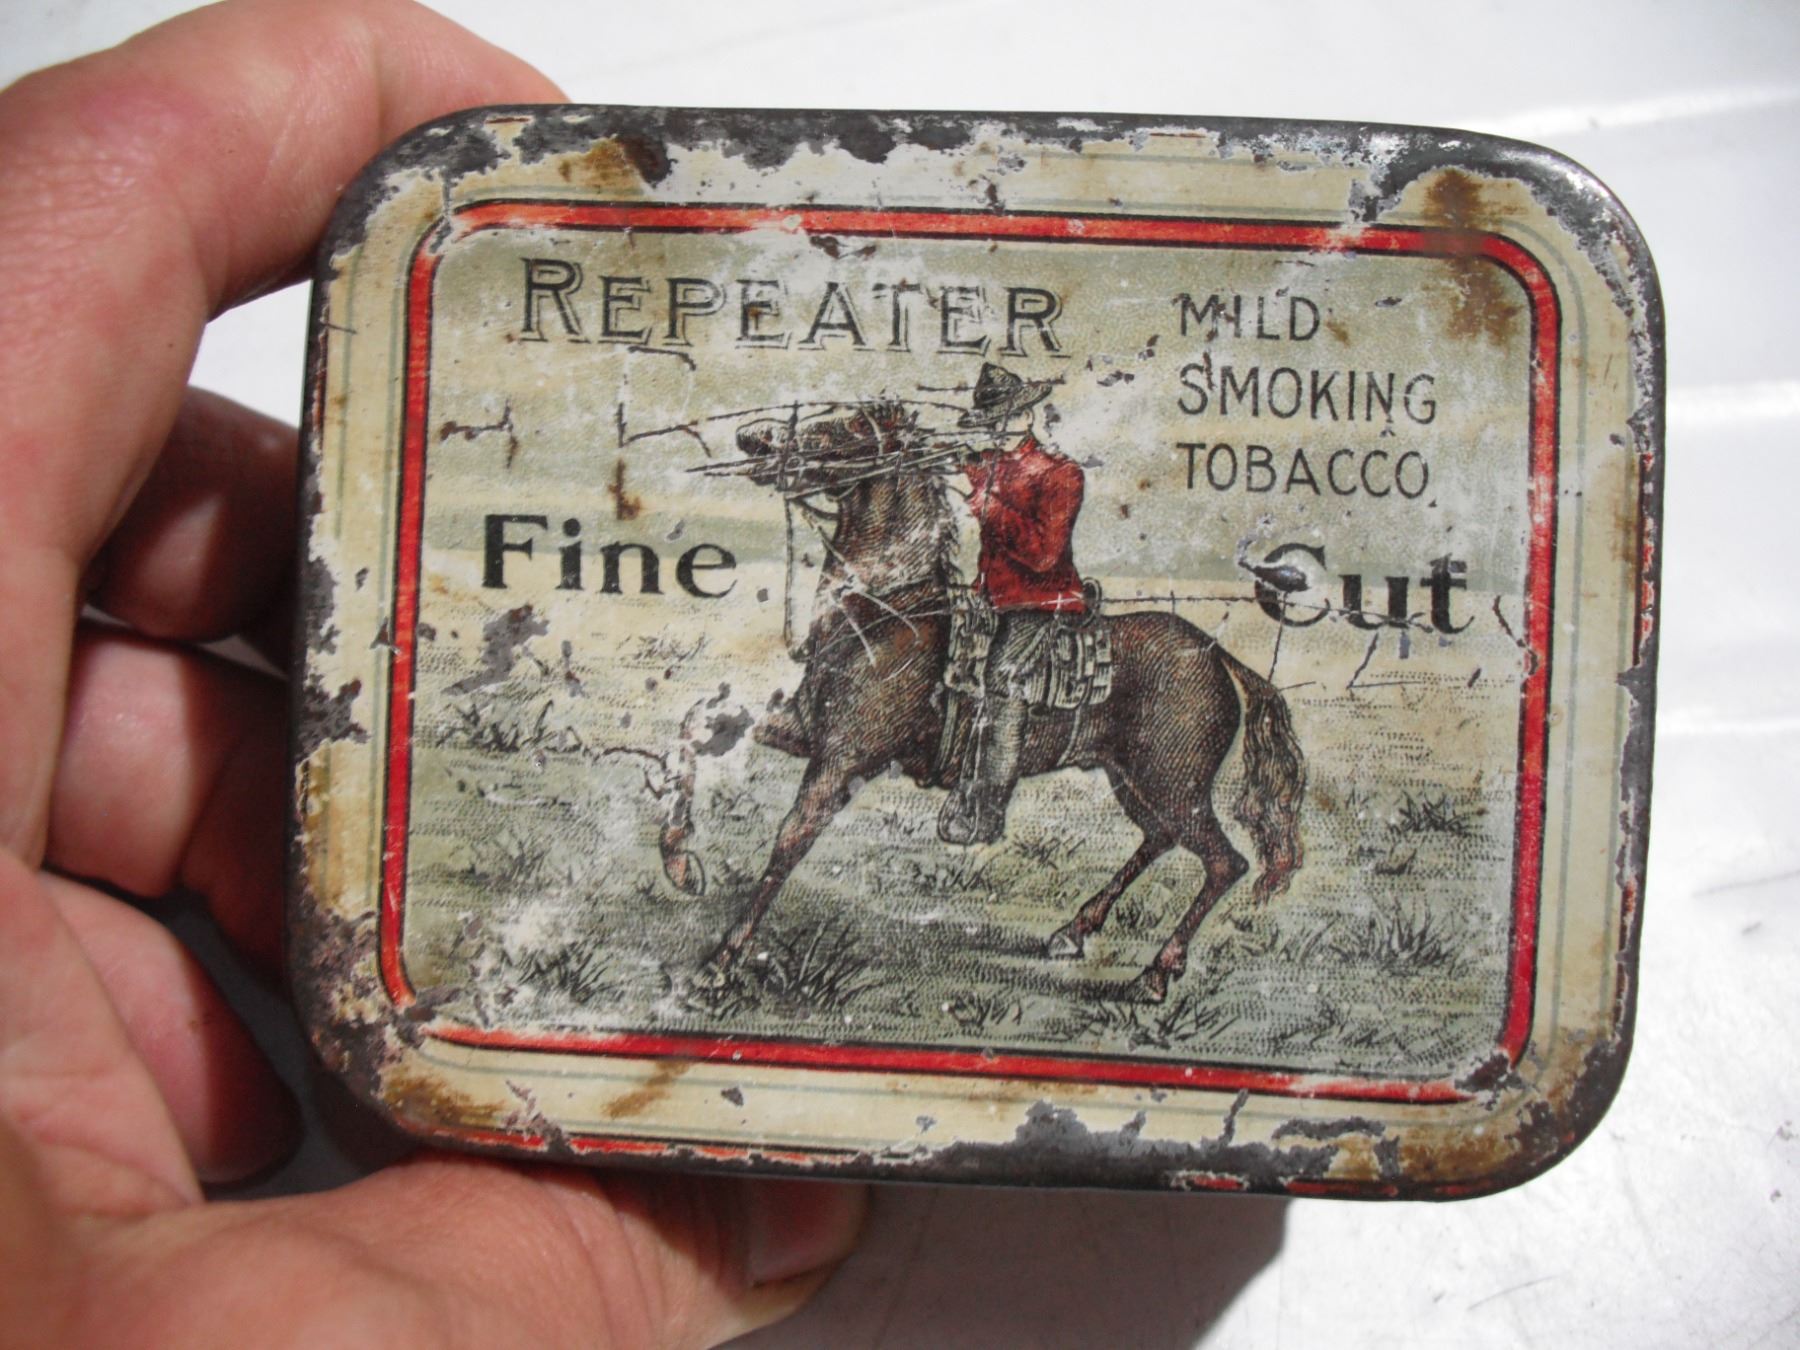 REPEATER
MILD
SMOKING
TOBACCO.
Fine Cut